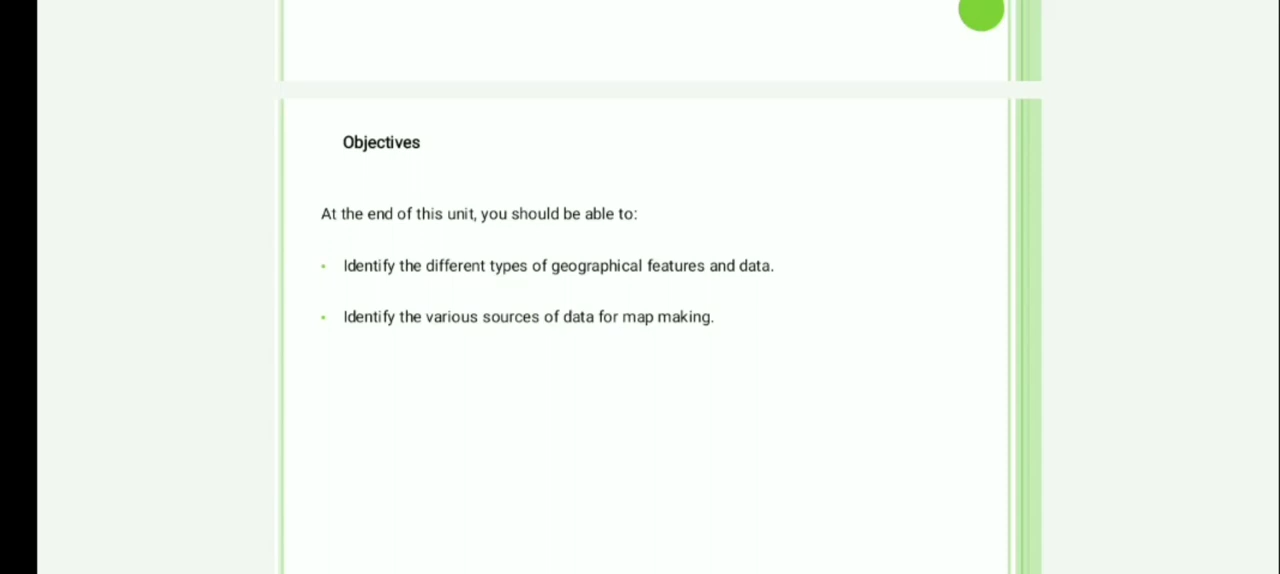 Objectives
At the end of this unit, you should be able to:
• Identify the different types of geographical features and data.
• Identify the various sources of data for map making.